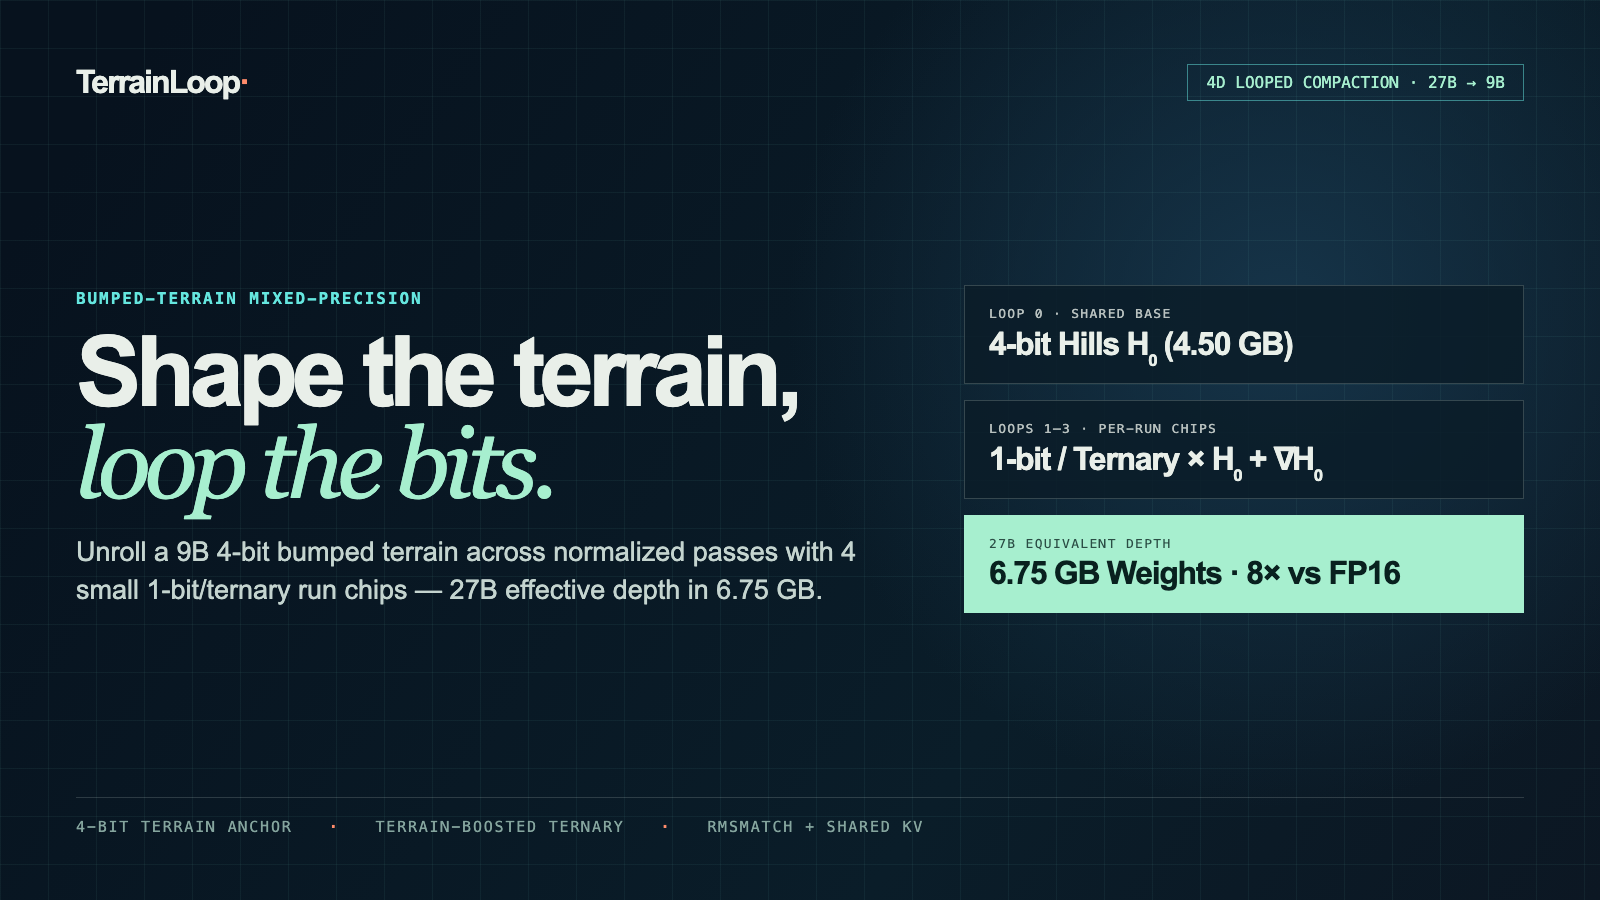 TerrainLoop·
4D LOOPED COMPACTION · 27B → 9B
BUMPED-TERRAIN MIXED-PRECISION
Shape the terrain,
loop the bits.
Unroll a 9B 4-bit bumped terrain across normalized passes with 4
small 1-bit/ternary run chips — 27B effective depth in 6.75 GB.
LOOP 0 · SHARED BASE
4-bit Hills H₀ (4.50 GB)
LOOPS 1–3 · PER-RUN CHIPS
1-bit / Ternary × H₀ + ∇H₀
27B EQUIVALENT DEPTH
6.75 GB Weights · 8× vs FP16
4-BIT TERRAIN ANCHOR · TERRAIN-BOOSTED TERNARY · RMSMATCH + SHARED KV